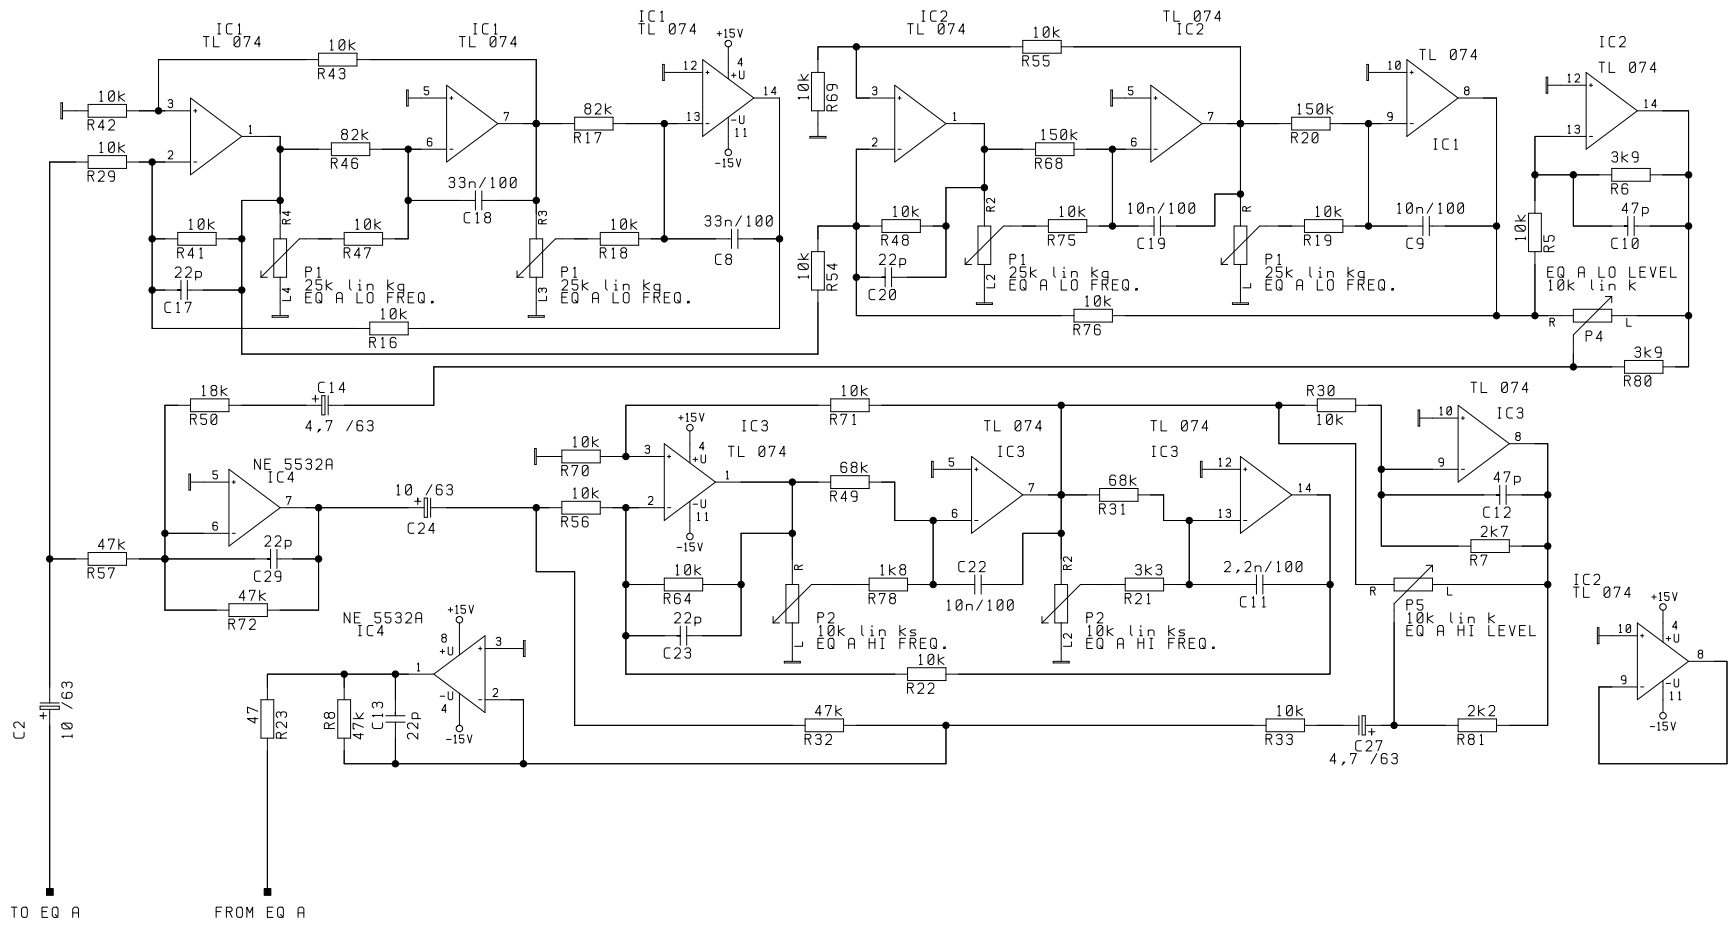 IC1
TL 074
IC1
TL 074
IC1
TL 074
+15V
4
+U
12
14
13
-U
11
-15V
10k
R43
10k
R42
3
1
2
10k
R29
82k
R46
5
7
6
82k
R17
33n/100
C18
R4
R3
10k
R41
10k
R47
10k
R18
33n/100
C8
22p
C17
L4
P1
25k lin kg
EQ A LO FREQ.
L3
P1
25k lin kg
EQ A LO FREQ.
10k
R16
IC2
TL 074
TL 074
IC2
10k
R55
10k
R69
3
1
2
150k
R68
5
7
6
150k
R20
TL 074
10
8
9
IC1
IC2
TL 074
12
14
13
3k9
R6
47p
C10
10k
R5
10k
R54
10k
R48
22p
C20
R2
L2
10k
R75
10n/100
C19
R
L
10k
R19
10n/100
C9
P1
25k lin kg
EQ A LO FREQ.
P1
25k lin kg
EQ A LO FREQ.
EQ A LO LEVEL
10k lin k
R
L
P4
10k
R76
3k9
R80
18k
R50
C14
+
4,7 /63
NE 5532A
IC4
5
7
6
10 /63
+
C24
47k
R57
22p
C29
47k
R72
10k
R71
10k
R70
3
1
2
+15V
4
+U
-U
11
-15V
IC3
TL 074
10k
R56
68k
R49
TL 074
IC3
5
7
6
68k
R31
TL 074
IC3
12
14
13
R30
10k
TL 074
IC3
10
8
9
47p
C12
2k7
R7
10k
R64
22p
C23
R
L
1k8
R78
C22
10n/100
R2
L2
3k3
R21
2,2n/100
C11
P2
10k lin ks
EQ A HI FREQ.
P2
10k lin ks
EQ A HI FREQ.
R
L
P5
10k lin k
EQ A HI LEVEL
10k
R22
IC2
TL 074
+15V
4
+U
10
8
9
-U
11
-15V
NE 5532A
IC4
+15V
8
+U
3
1
2
-U
4
-15V
47
R23
R8
47k
C13
22p
47k
R32
10k
R33
+
C27
4,7 /63
2k2
R81
C2
+
10 /63
TO EQ A
FROM EQ A